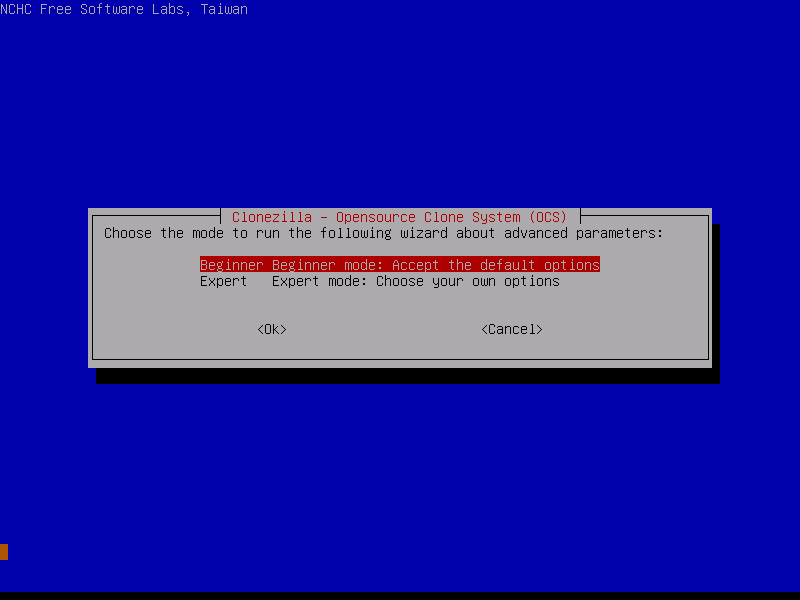 NCHC Free Software Labs, Taiwan
Clonezilla - Opensource Clone System (OCS)
Choose the mode to run the following wizard about advanced parameters:
Beginner Beginner mode: Accept the default options
Expert   Expert mode: Choose your own options
<Ok> <Cancel>